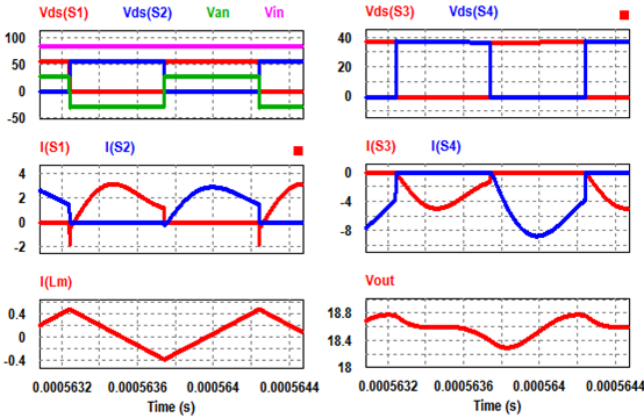 Vds(S1) Vds(S2) Van Vin
100
50
0
-50
Vds(S3) Vds(S4)
40
20
0
I(S1) I(S2)
4
2
0
-2
I(S3) I(S4)
0
-4
-8
I(Lm)
0.4
0
-0.4
0.0005632 0.0005636 0.000564 0.0005644
Time (s)
Vout
18.8
18.4
18
0.0005632 0.0005636 0.000564 0.0005644
Time (s)